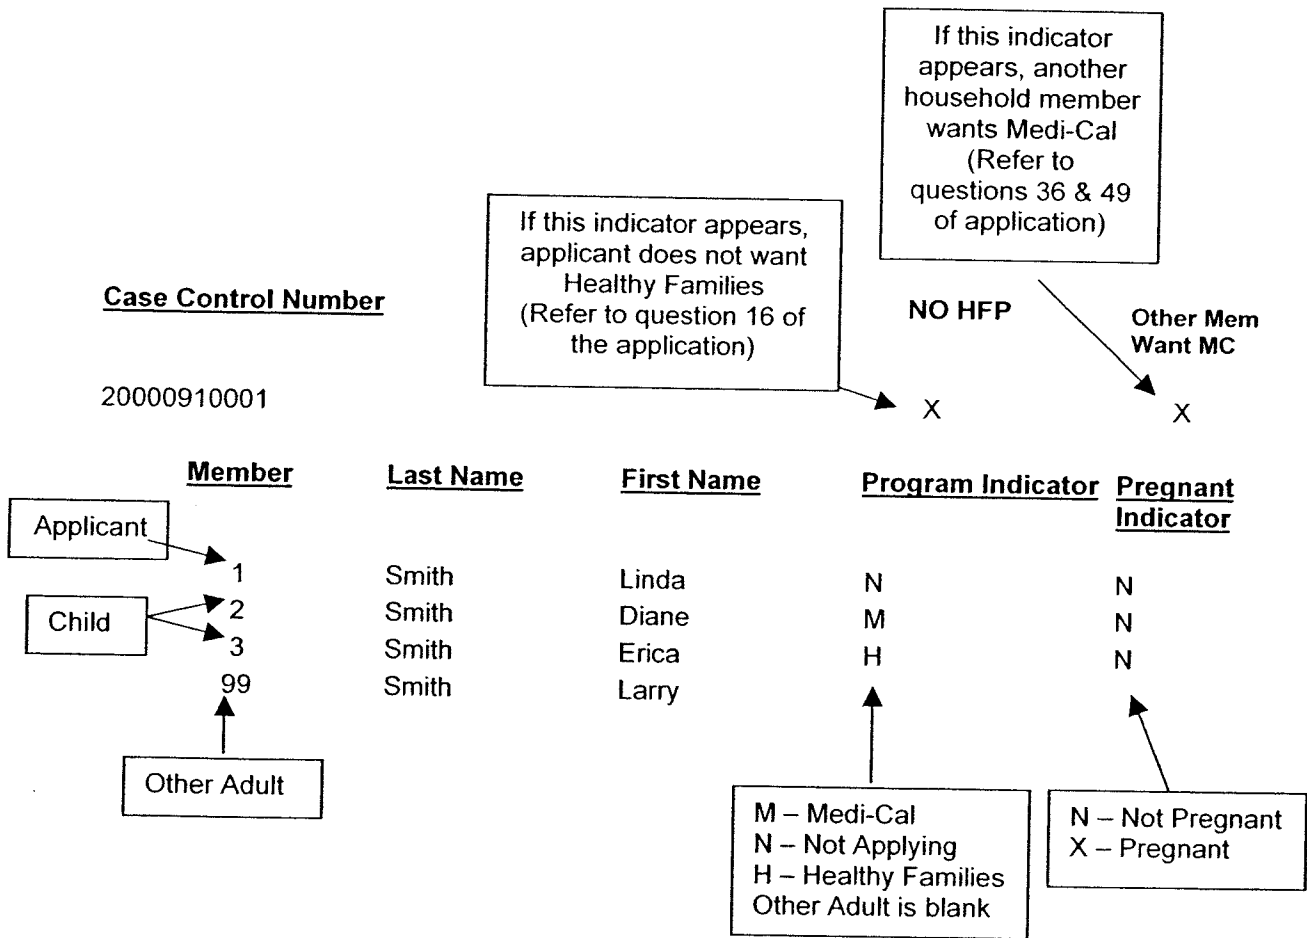 If this indicator
appears, another
household member
wants Medi-Cal
(Refer to
questions 36 & 49
of application)
If this indicator appears,
applicant does not want
Healthy Families
(Refer to question 16 of
the application)
Case Control Number
NO HFP
Other Mem
Want MC
20000910001
X
X
Member Last Name First Name Program Indicator Pregnant
Indicator
Applicant
1 Smith Linda N N
Child
2 Smith Diane M N
3 Smith Erica H N
99 Smith Larry
Other Adult
M – Medi-Cal
N – Not Applying
H – Healthy Families
Other Adult is blank
N – Not Pregnant
X – Pregnant